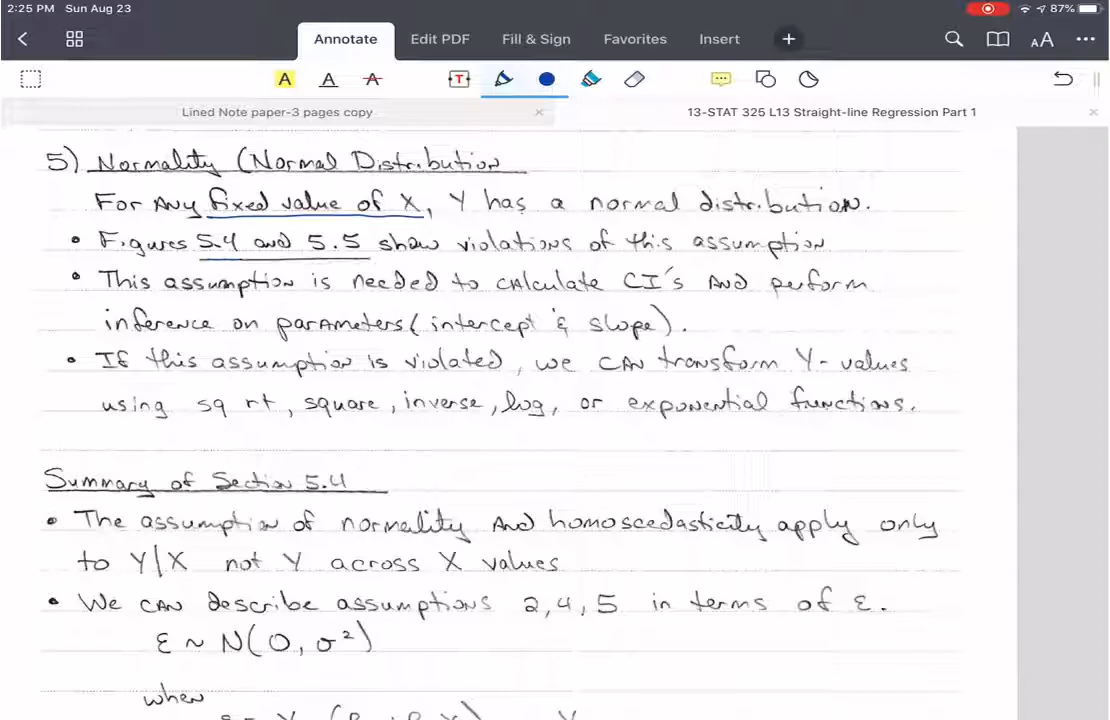 2:25 PM Sun Aug 23
87%
Annotate Edit PDF Fill & Sign Favorites Insert +
AA
A A A T
Lined Note paper-3 pages copy × 13-STAT 325 L13 Straight-line Regression Part 1 ×
5) Normality (Normal Distribution
For Any fixed value of X, Y has a normal distribution.
• Figures 5.4 and 5.5 show violations of this assumption
• This assumption is needed to calculate CI's And perform
inference on parameters (intercept & slope).
• If this assumption is violated, we can transform Y-values
using sq rt, square, inverse, log, or exponential functions.
Summary of Section 5.4
• The assumption of normality And homoscedasticity apply only
to Y/X not Y across X values
• We can describe assumptions 2, 4, 5 in terms of ε.
ε ~ N(0, σ²)
when